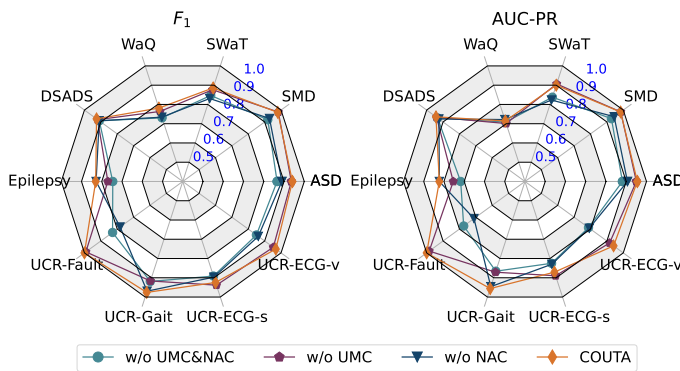 F1
WaQ
SWaT
1.0
0.9
0.8
0.7
0.6
0.5
DSADS
SMD
Epilepsy
ASD
UCR-Fault
UCR-ECG-v
UCR-Gait
UCR-ECG-s
AUC-PR
WaQ
SWaT
1.0
0.9
0.8
0.7
0.6
0.5
DSADS
SMD
Epilepsy
ASD
UCR-Fault
UCR-ECG-v
UCR-Gait
UCR-ECG-s
w/o UMC&NAC w/o UMC w/o NAC COUTA